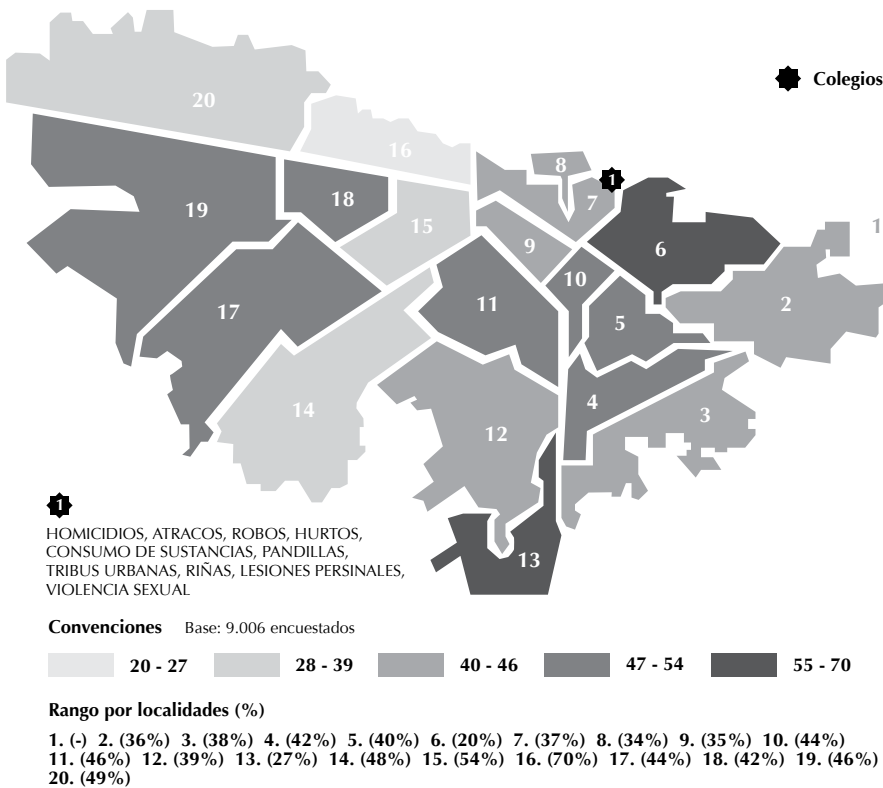 Colegios
20
16
8
1
7
18
19
15
6
1
9
10
2
17
11
5
4
14
3
12
13
1
HOMICIDIOS, ATRACOS, ROBOS, HURTOS,
CONSUMO DE SUSTANCIAS, PANDILLAS,
TRIBUS URBANAS, RIÑAS, LESIONES PERSINALES,
VIOLENCIA SEXUAL
Convenciones Base: 9.006 encuestados
20 - 27 28 - 39 40 - 46 47 - 54 55 - 70
Rango por localidades (%)
1. (-) 2. (36%) 3. (38%) 4. (42%) 5. (40%) 6. (20%) 7. (37%) 8. (34%) 9. (35%) 10. (44%)
11. (46%) 12. (39%) 13. (27%) 14. (48%) 15. (54%) 16. (70%) 17. (44%) 18. (42%) 19. (46%)
20. (49%)